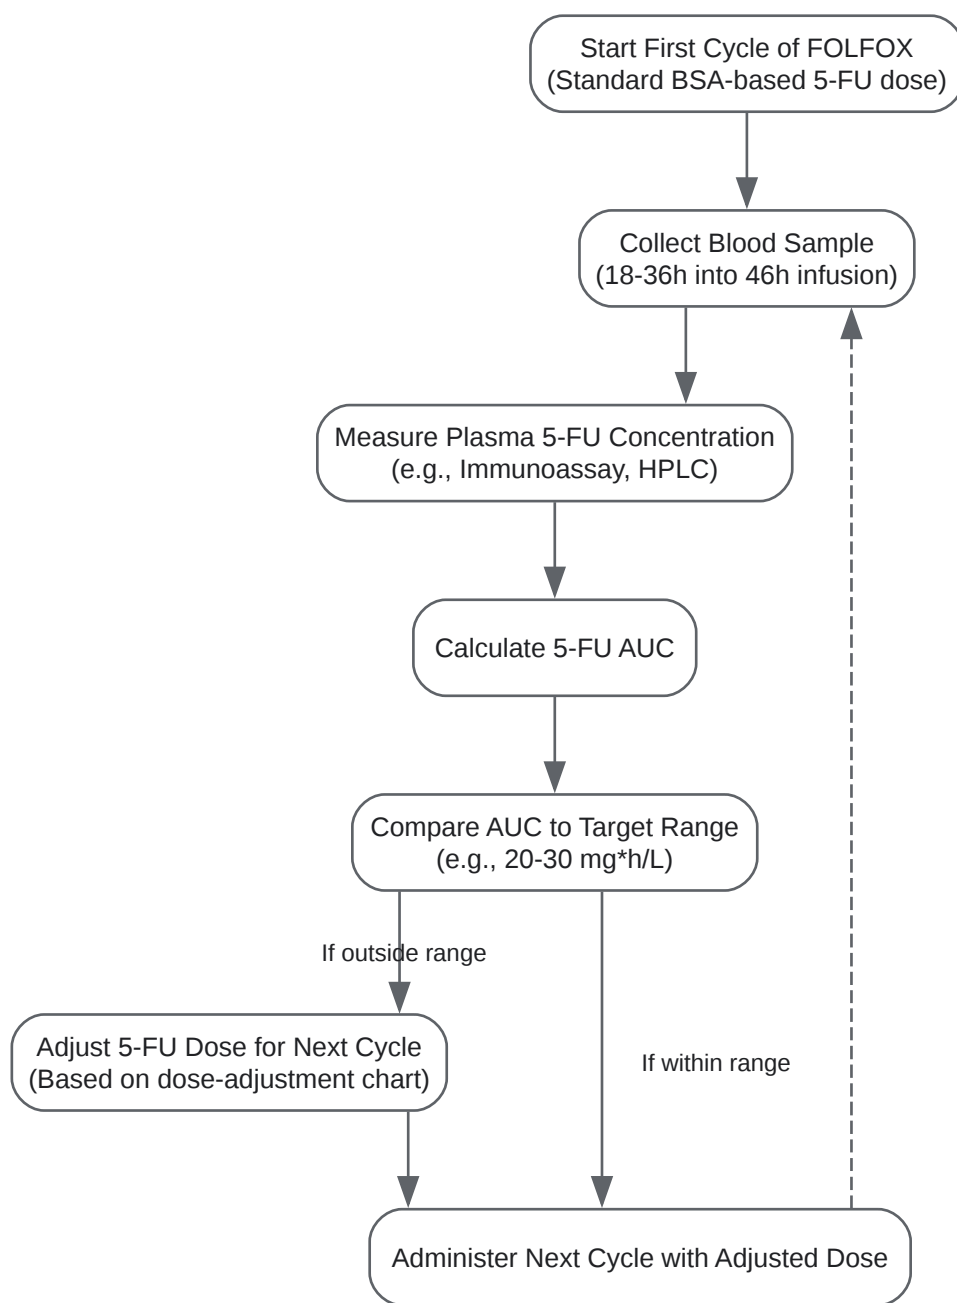 Start First Cycle of FOLFOX
(Standard BSA-based 5-FU dose)
Collect Blood Sample
(18-36h into 46h infusion)
Measure Plasma 5-FU Concentration
(e.g., Immunoassay, HPLC)
Calculate 5-FU AUC
Compare AUC to Target Range
(e.g., 20-30 mg*h/L)
If outside range
Adjust 5-FU Dose for Next Cycle
(Based on dose-adjustment chart)
If within range
Administer Next Cycle with Adjusted Dose